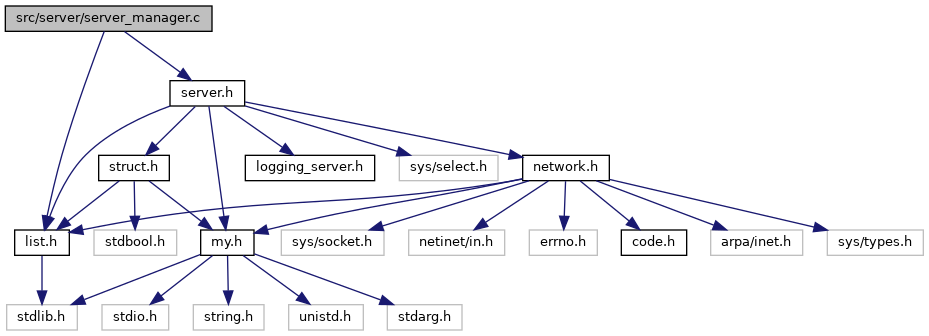 src/server/server_manager.c
server.h
struct.h
logging_server.h
sys/select.h
network.h
list.h
stdbool.h
my.h
sys/socket.h
netinet/in.h
errno.h
code.h
arpa/inet.h
sys/types.h
stdlib.h
stdio.h
string.h
unistd.h
stdarg.h